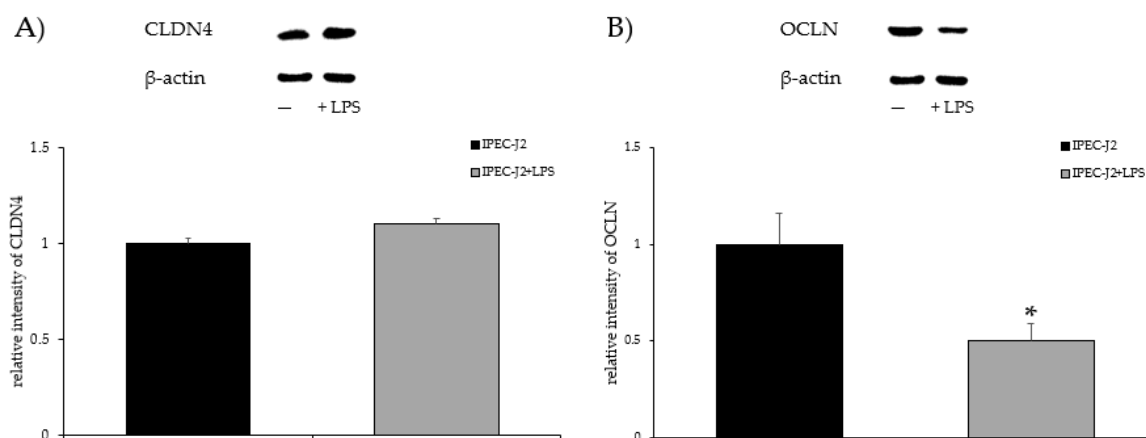 A)
CLDN4
β-actin
— + LPS
IPEC-J2
IPEC-J2+LPS
relative intensity of CLDN4
1.5
1
0.5
0
B)
OCLN
β-actin
— + LPS
IPEC-J2
IPEC-J2+LPS
relative intensity of OCLN
1.5
1
0.5
0
*